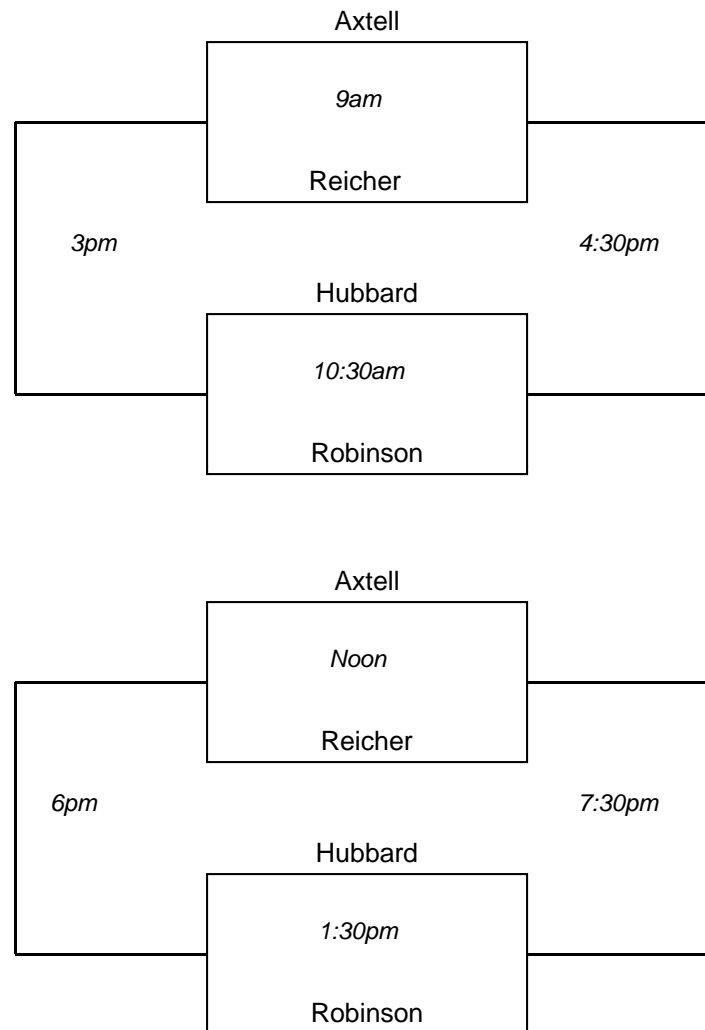 Axtell
9am
Reicher
3pm
4:30pm
Hubbard
10:30am
Robinson
Axtell
Noon
Reicher
6pm
7:30pm
Hubbard
1:30pm
Robinson